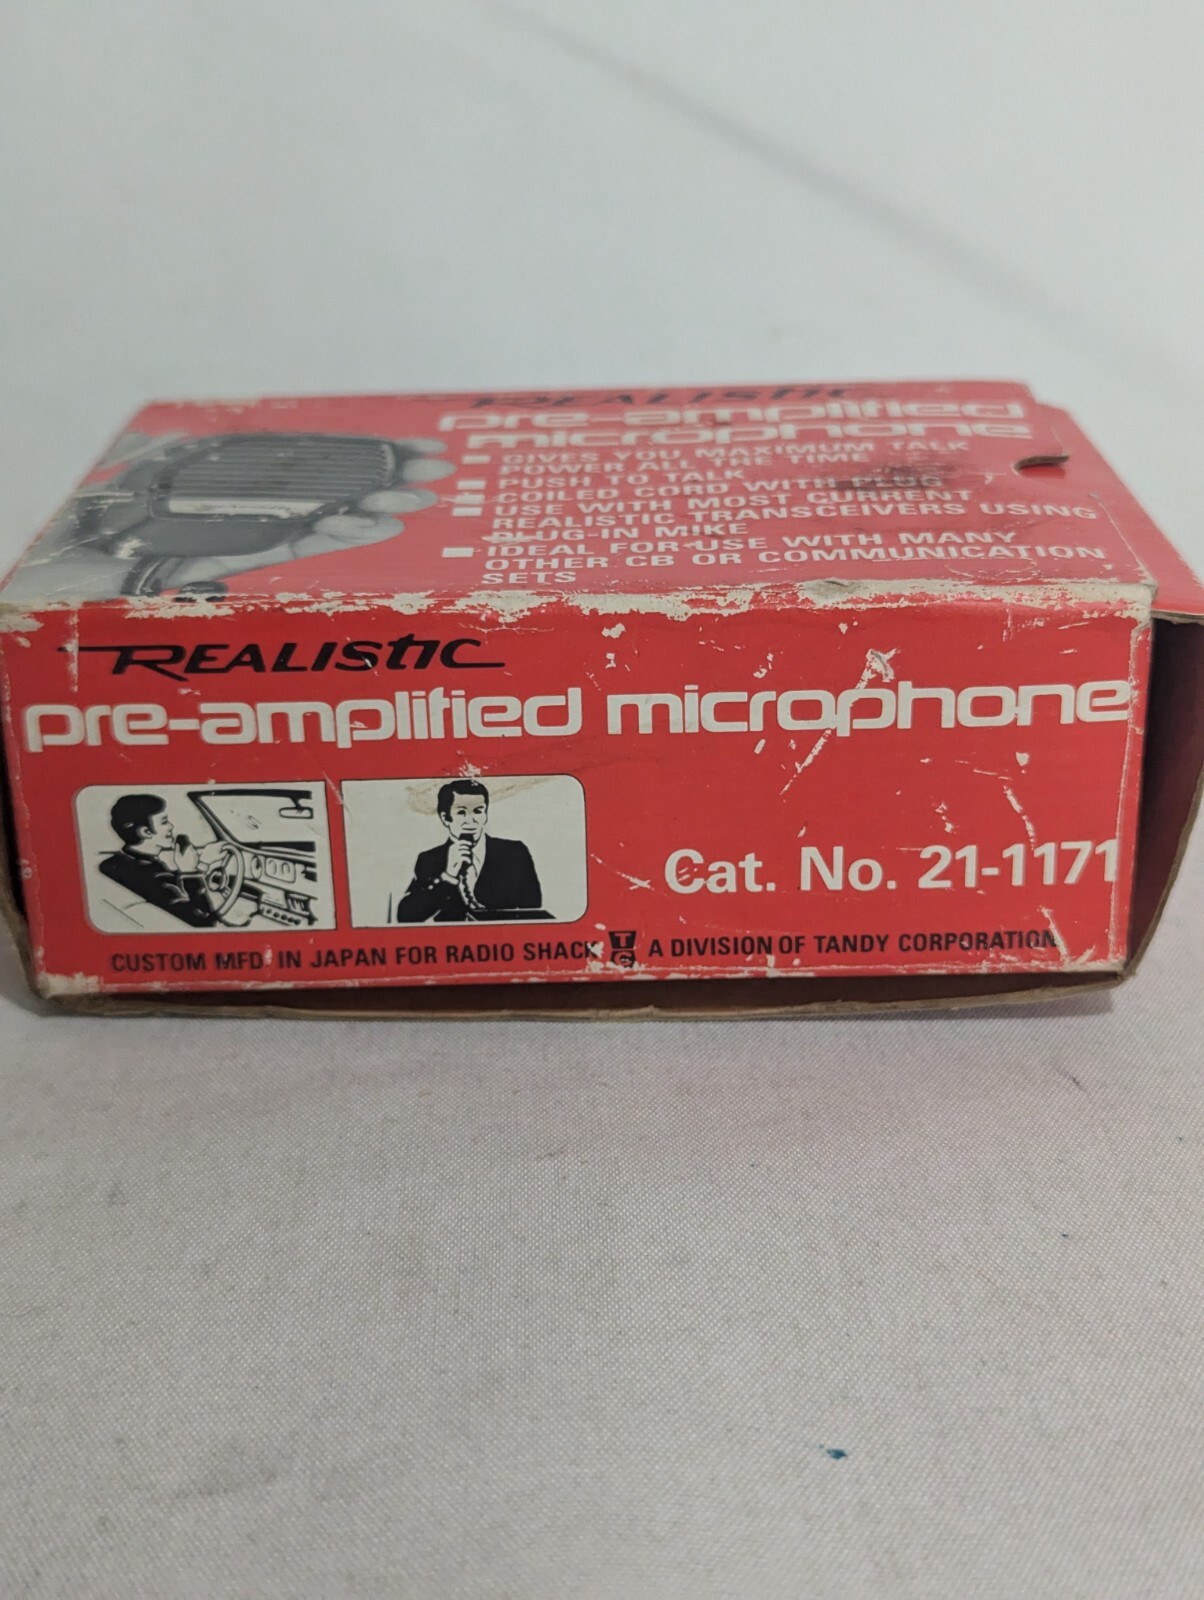 REALISTIC
pre-amplified
microphone
GIVES YOU MAXIMUM TALK
POWER ALL THE TIME
PUSH TO TALK
COILED CORD WITH PLUG
USE WITH MOST CURRENT
REALISTIC TRANSCEIVERS USING
PLUG-IN MIKE
IDEAL FOR USE WITH MANY
OTHER CB OR COMMUNICATION
SETS
REALISTIC
pre-amplified microphone
Cat. No. 21-1171
CUSTOM MFD IN JAPAN FOR RADIO SHACK TC A DIVISION OF TANDY CORPORATION